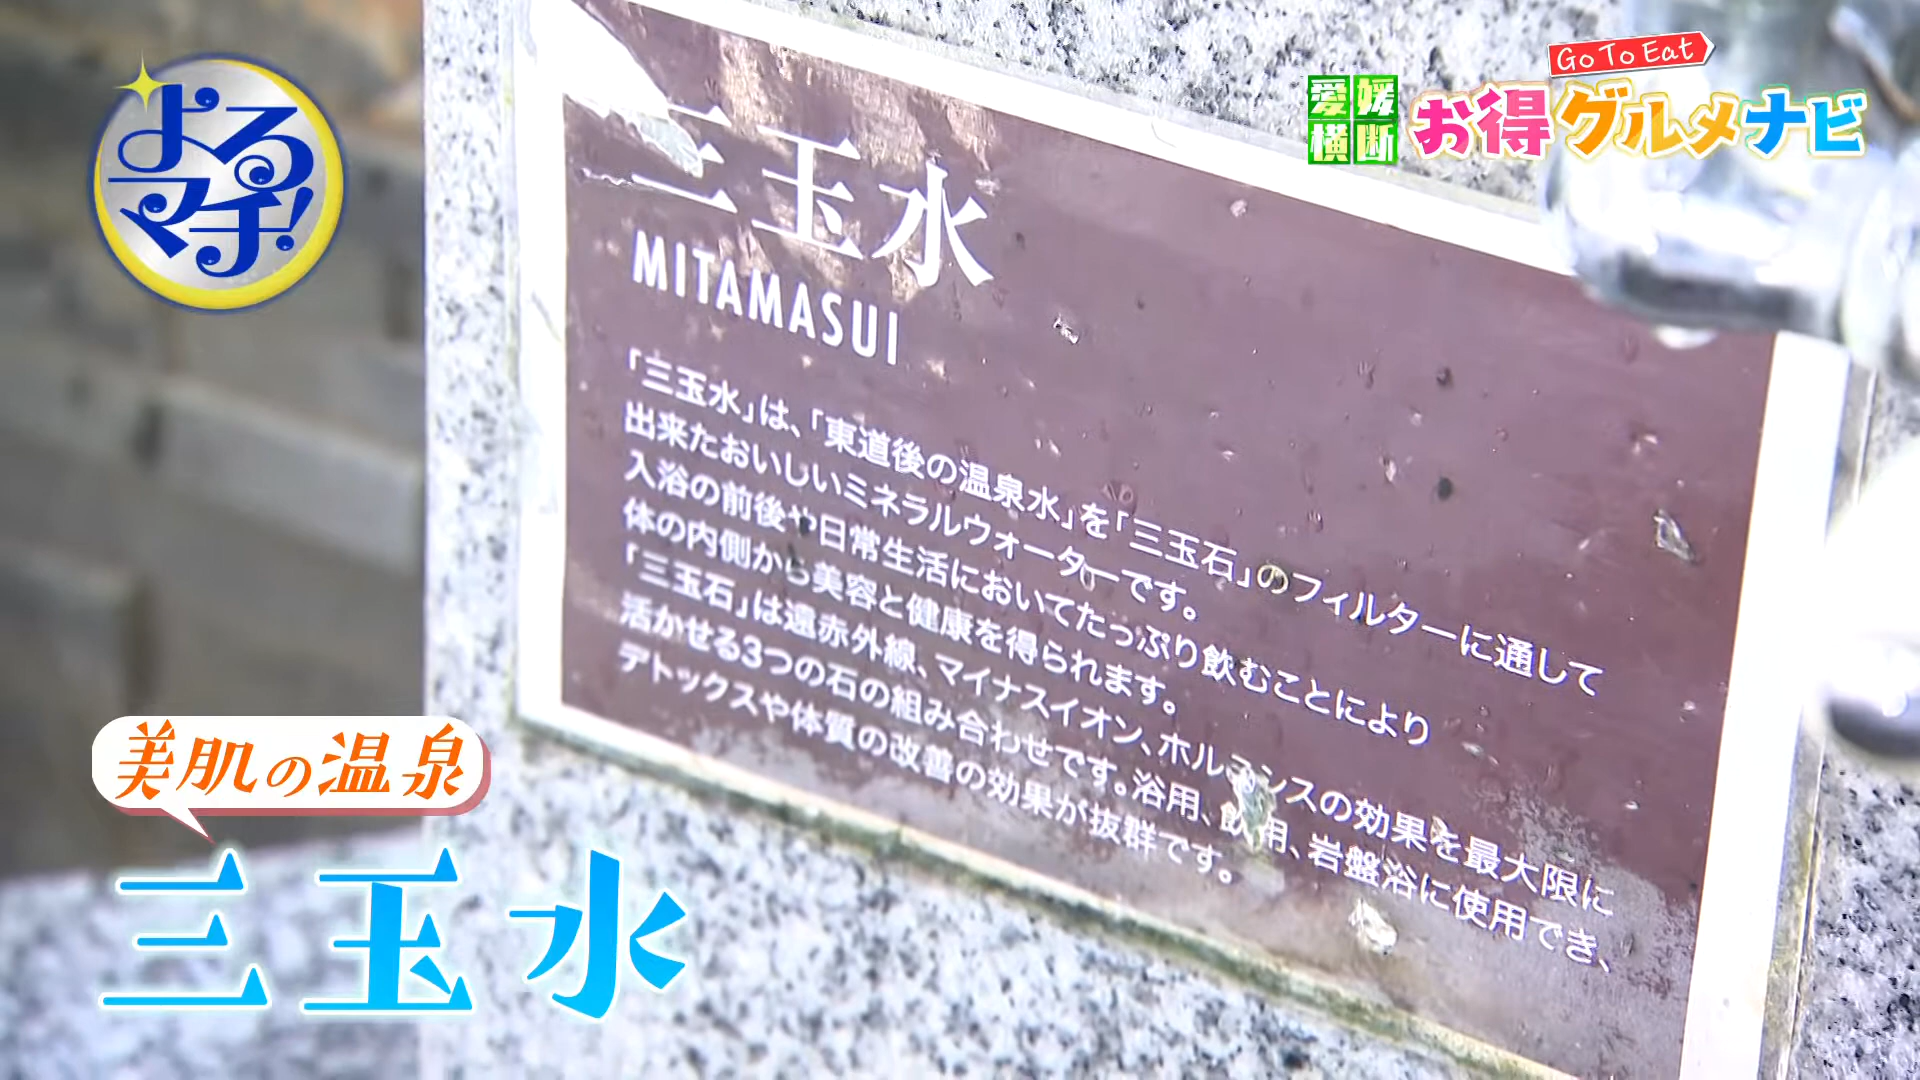 よる
マチ!
Go To Eat
愛媛
横断
お得グルメナビ
三玉水
MITAMASUI
「三玉水」は、「東道後の温泉水」を「三玉石」のフィルターに通して
出来たおいしいミネラルウォーターです。
入浴の前後や日常生活においてたっぷり飲むことにより
体の内側から美容と健康を得られます。
「三玉石」は遠赤外線、マイナスイオン、ホルミシスの効果を最大限に
活かせる3つの石の組み合わせです。浴用、飲用、岩盤浴に使用でき、
デトックスや体質の改善の効果が抜群です。
美肌の温泉
三玉水